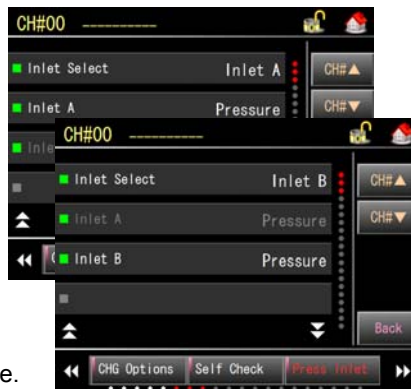 CH#00 ----------
Inlet Select Inlet A CH#▲
Inlet A Pressure CH#▼
Inle
CH#00 ----------
Inlet Select Inlet B CH#▲
Inlet A Pressure CH#▼
Inlet B Pressure
Back
CHG Options Self Check Press Inlet
e.